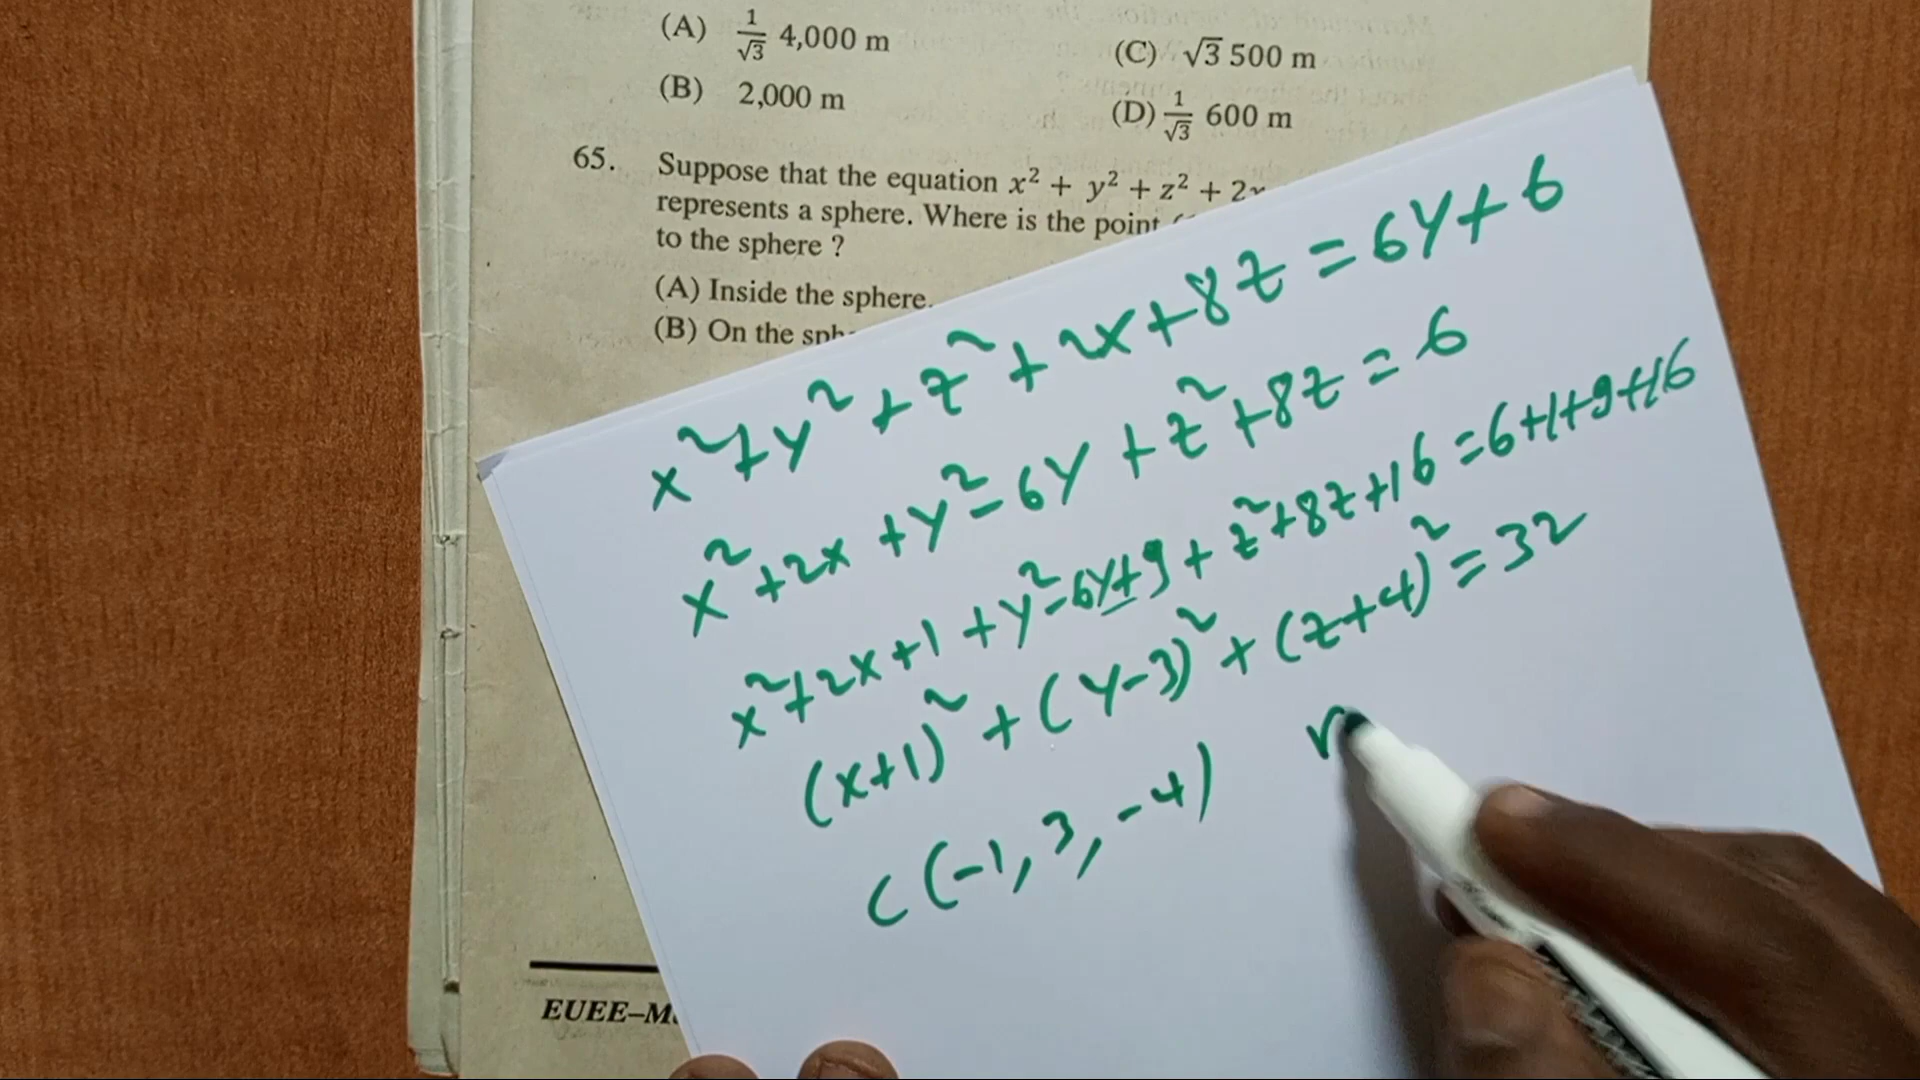 (A) 1/√3 4,000 m
(C) √3 500 m
(B) 2,000 m
(D) 1/√3 600 m
65. Suppose that the equation x² + y² + z² + 2
represents a sphere. Where is the point
to the sphere ?
(A) Inside the sphere.
(B) On the sph
x²+y²+z²+2x+8z=6y+6
x²+2x+y²-6y+z²+8z=6
x²+2x+1+y²-6y+9+z²+8z+16=6+1+9+16
(x+1)²+(y-3)²+(z+4)²=32
C(-1,3,-4) r
EUEE–M